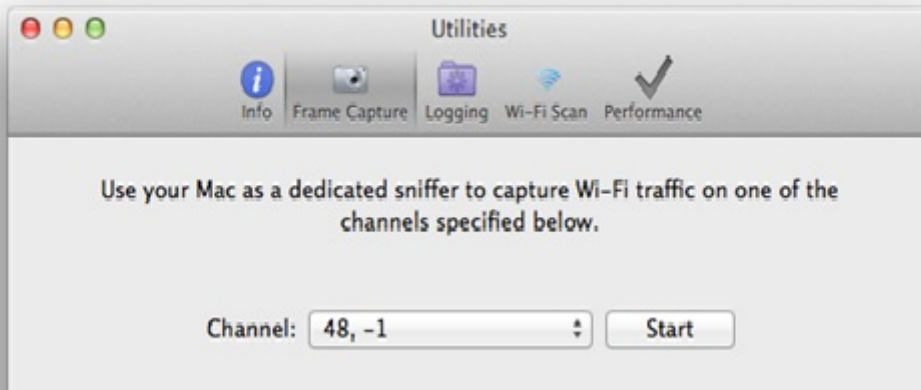 Utilities
Info Frame Capture Logging Wi-Fi Scan Performance
Use your Mac as a dedicated sniffer to capture Wi-Fi traffic on one of the
channels specified below.
Channel: 48, -1 Start